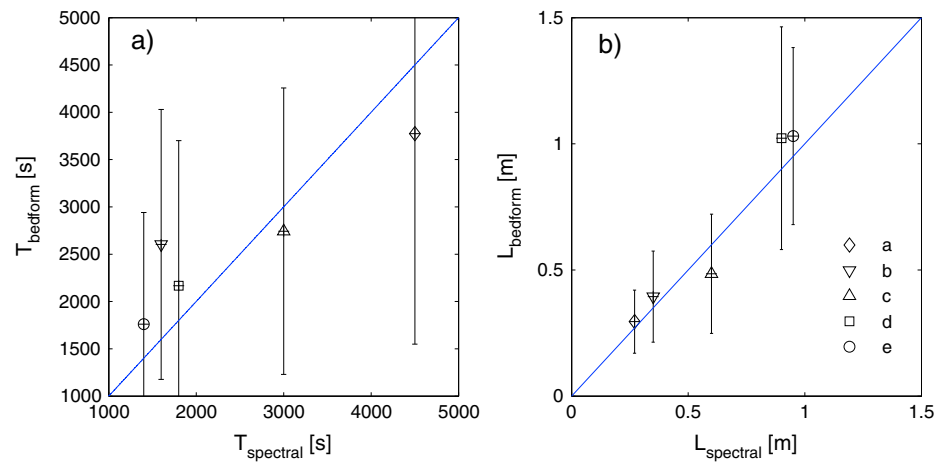 a)
5000
4500
4000
3500
3000
2500
2000
1500
1000
T_bedform [s]
1000 2000 3000 4000 5000
T_spectral [s]
b)
1.5
1
0.5
0
L_bedform [m]
0 0.5 1 1.5
L_spectral [m]
a
b
c
d
e